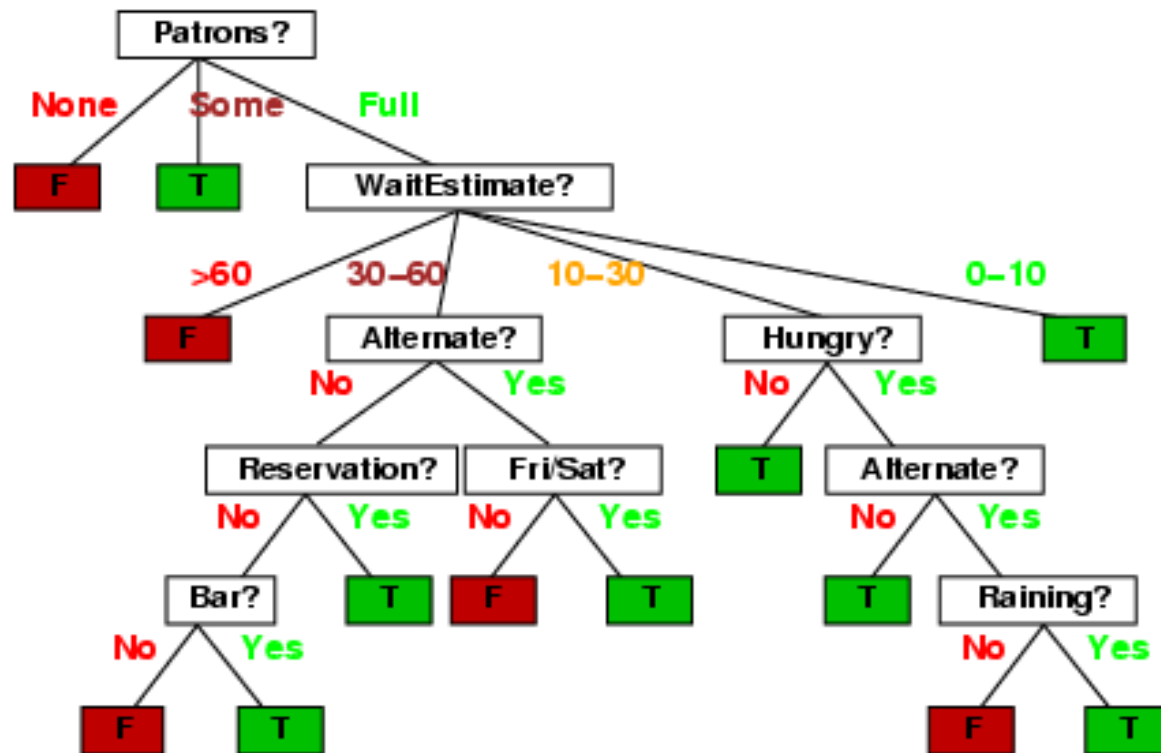 Patrons?
None Some Full
F T WaitEstimate?
>60 30–60 10–30 0–10
F Alternate? Hungry? T
No Yes No Yes
Reservation? Fri/Sat? T Alternate?
No Yes No Yes No Yes
Bar? T F T T Raining?
No Yes No Yes
F T F T